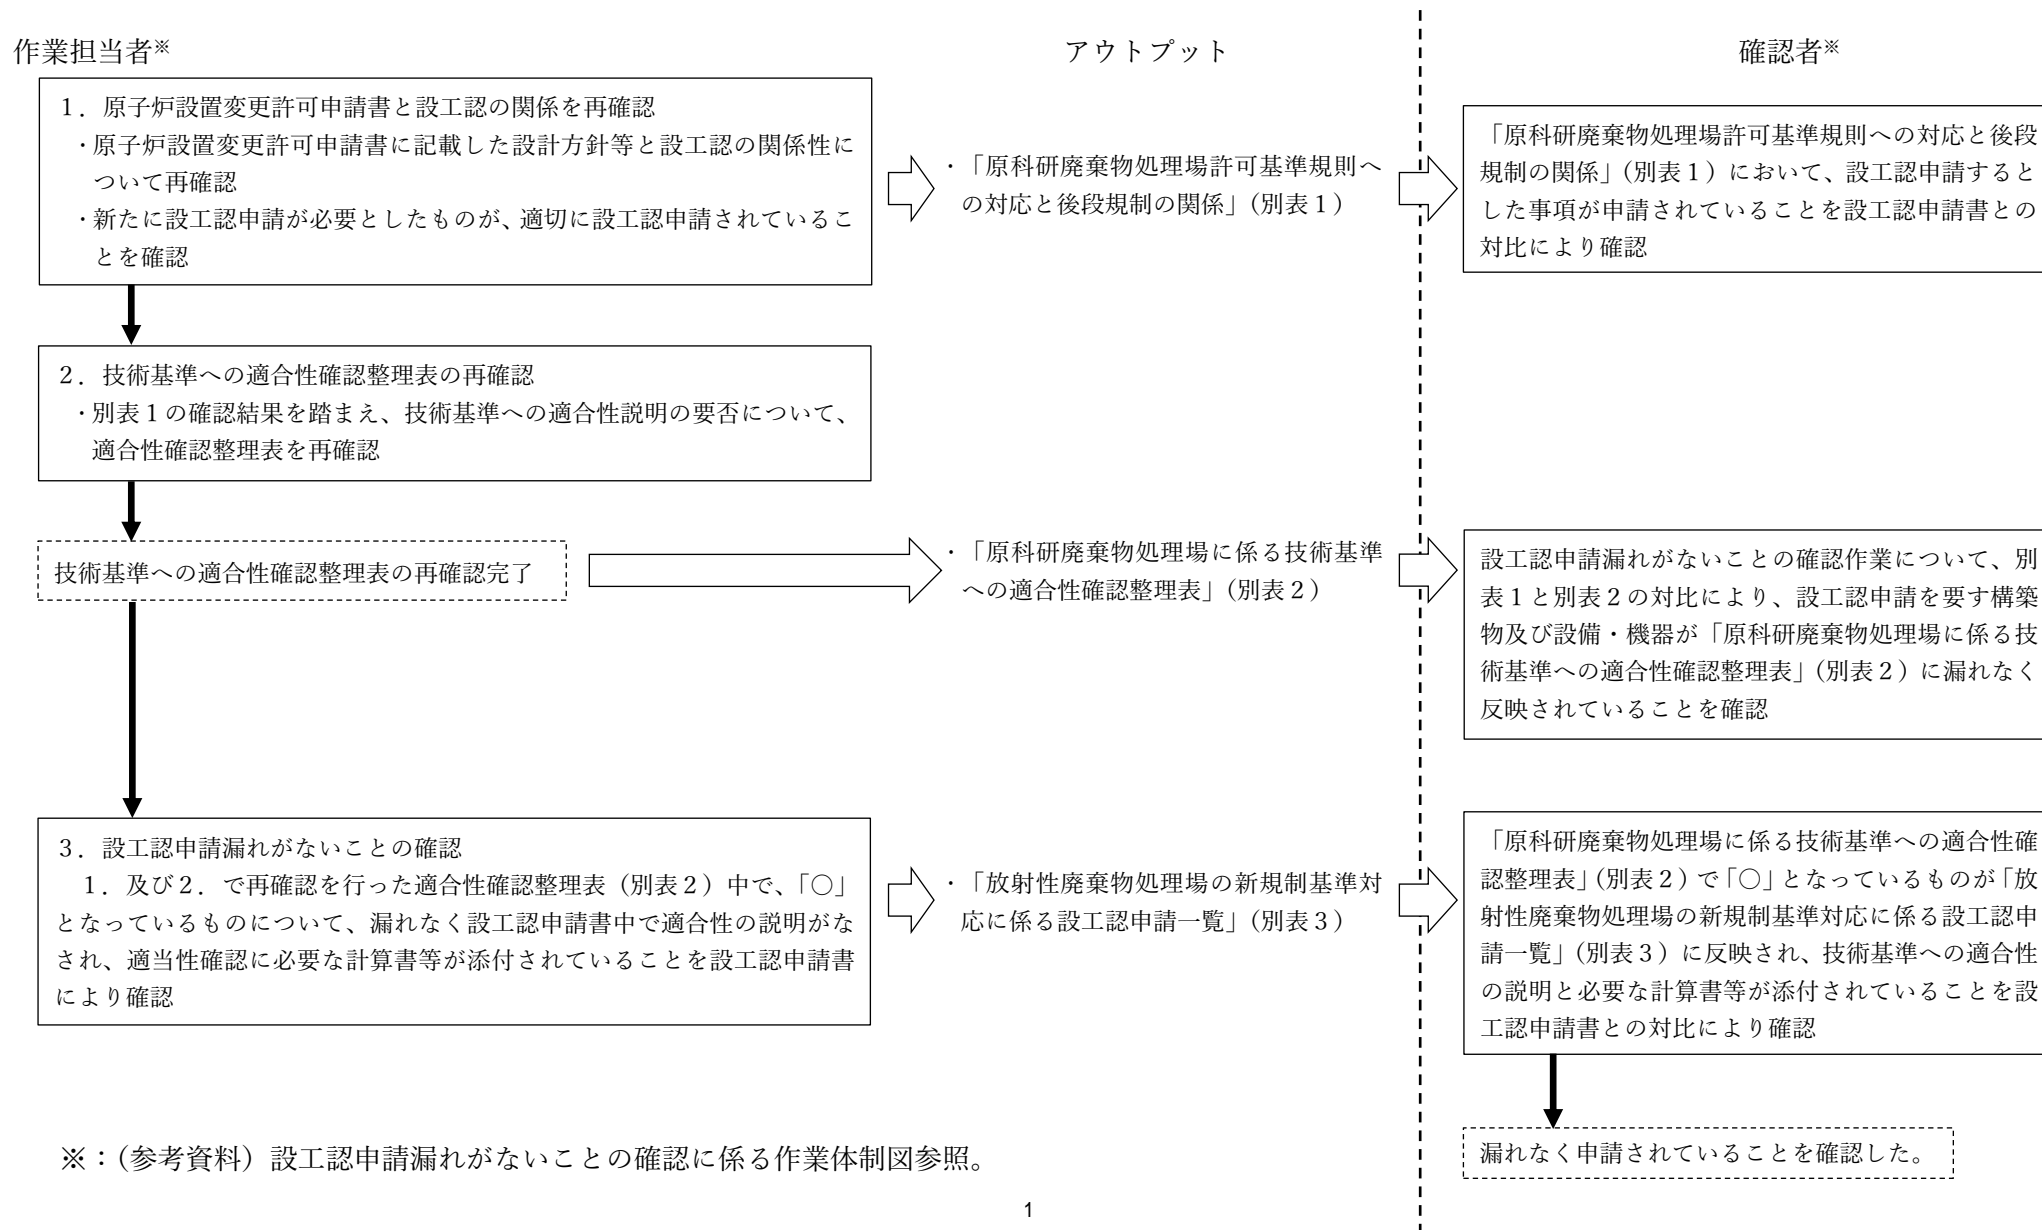 作業担当者※
アウトプット
確認者※
１．原子炉設置変更許可申請書と設工認の関係を再確認
・原子炉設置変更許可申請書に記載した設計方針等と設工認の関係性に
ついて再確認
・新たに設工認申請が必要としたものが、適切に設工認申請されているこ
とを確認
・「原科研廃棄物処理場許可基準規則へ
の対応と後段規制の関係」（別表１）
「原科研廃棄物処理場許可基準規則への対応と後段
規制の関係」（別表１）において、設工認申請すると
した事項が申請されていることを設工認申請書との
対比により確認
２．技術基準への適合性確認整理表の再確認
・別表１の確認結果を踏まえ、技術基準への適合性説明の要否について、
適合性確認整理表を再確認
技術基準への適合性確認整理表の再確認完了
・「原科研廃棄物処理場に係る技術基準
への適合性確認整理表」（別表２）
設工認申請漏れがないことの確認作業について、別
表１と別表２の対比により、設工認申請を要す構築
物及び設備・機器が「原科研廃棄物処理場に係る技
術基準への適合性確認整理表」（別表２）に漏れなく
反映されていることを確認
３．設工認申請漏れがないことの確認
１．及び２．で再確認を行った適合性確認整理表（別表２）中で、「〇」
となっているものについて、漏れなく設工認申請書中で適合性の説明がな
され、適当性確認に必要な計算書等が添付されていることを設工認申請書
により確認
・「放射性廃棄物処理場の新規制基準対
応に係る設工認申請一覧」（別表３）
「原科研廃棄物処理場に係る技術基準への適合性確
認整理表」（別表２）で「〇」となっているものが「放
射性廃棄物処理場の新規制基準対応に係る設工認申
請一覧」（別表３）に反映され、技術基準への適合性
の説明と必要な計算書等が添付されていることを設
工認申請書との対比により確認
漏れなく申請されていることを確認した。
※：（参考資料）設工認申請漏れがないことの確認に係る作業体制図参照。
1